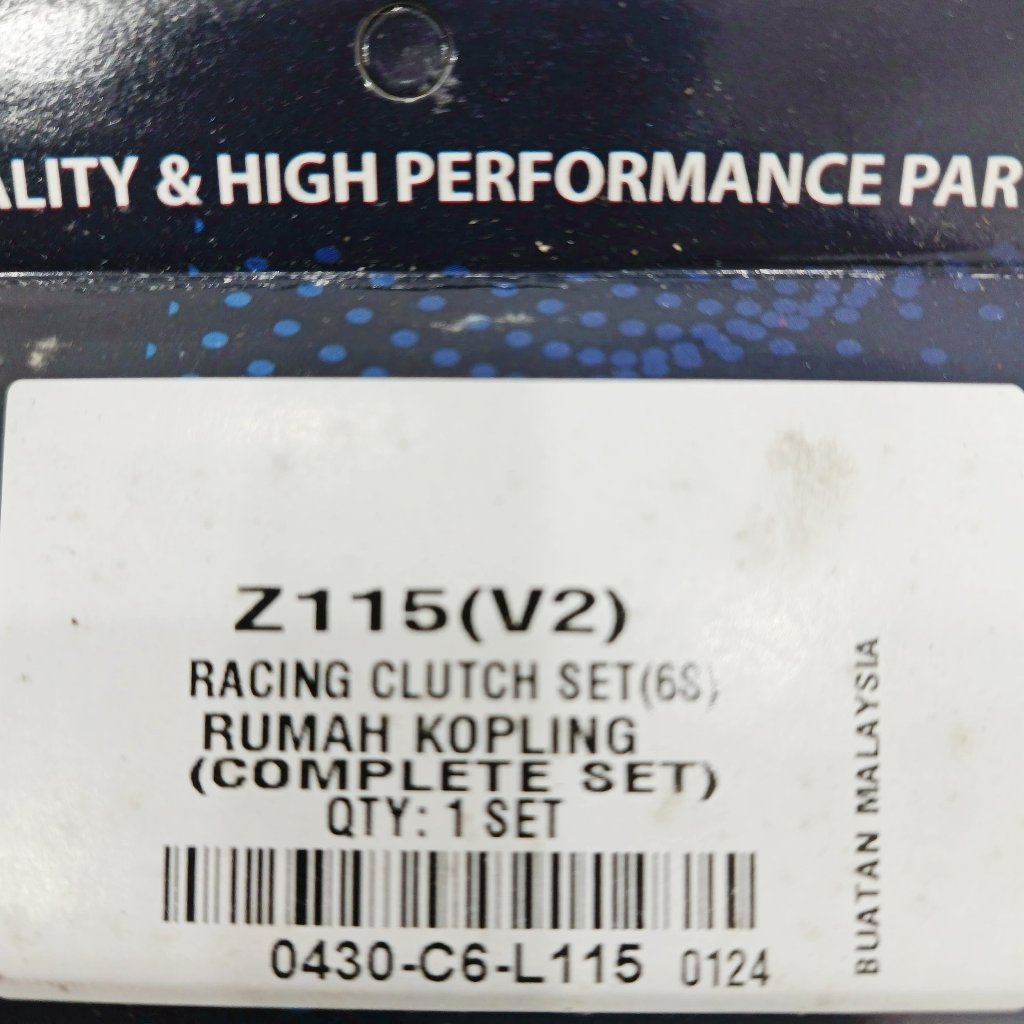 ALITY & HIGH PERFORMANCE PAR
Z115(V2)
RACING CLUTCH SET(6S)
RUMAH KOPLING
(COMPLETE SET)
QTY: 1 SET
0430-C6-L115 0124
BUATAN MALAYSIA